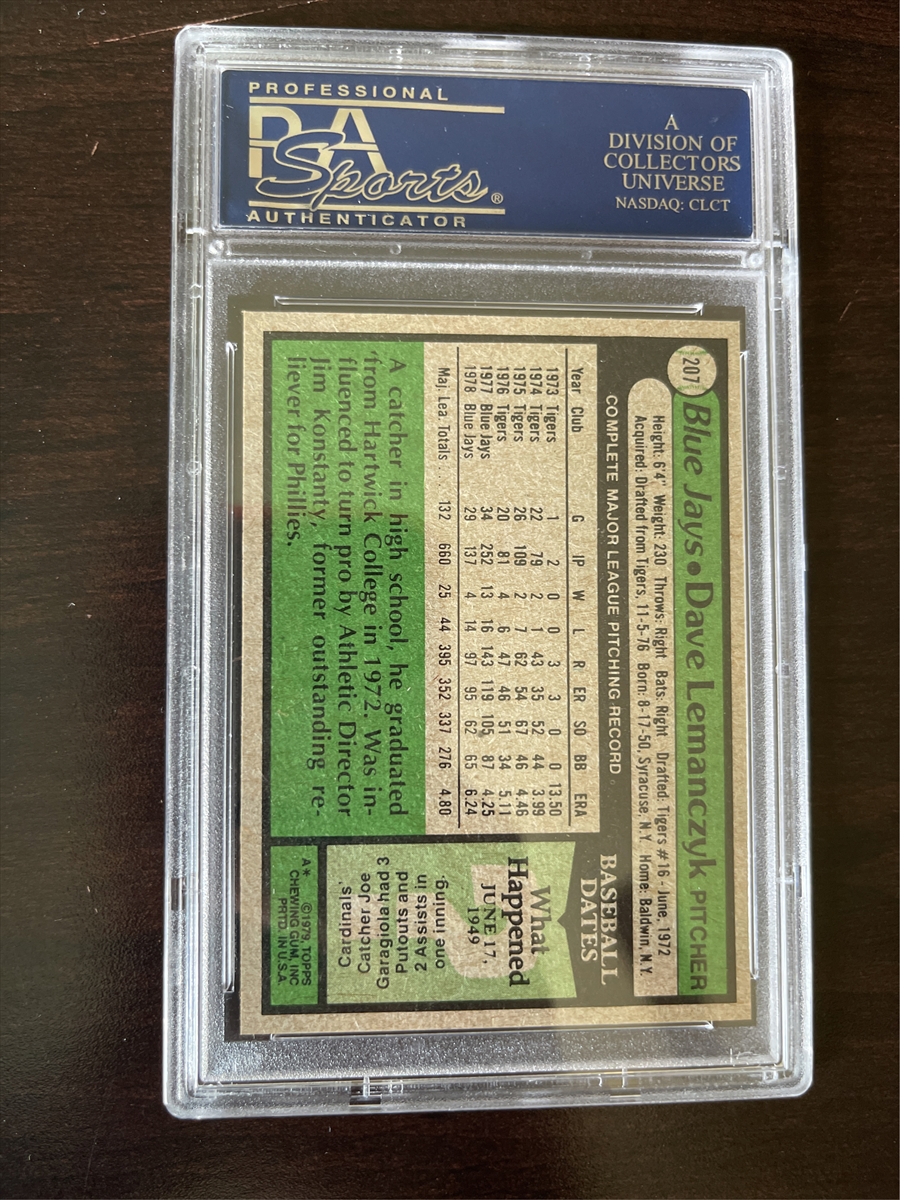 PROFESSIONAL
PSA
Sports®
AUTHENTICATOR
A
DIVISION OF
COLLECTORS
UNIVERSE
NASDAQ: CLCT
207
Blue Jays • Dave Lemanczyk PITCHER
Height: 6'4" Weight: 230 Throws: Right Bats: Right Drafted: Tigers #16 - June, 1972
Acquired: Drafted from Tigers, 11-5-76 Born: 8-17-50, Syracuse, N.Y. Home: Baldwin, N.Y.
COMPLETE MAJOR LEAGUE PITCHING RECORD
Year Club G IP W L R ER SO BB ERA
1973 Tigers 1 2 0 0 3 3 0 0 13.50
1974 Tigers 22 79 2 1 43 35 52 44 3.99
1975 Tigers 26 109 2 7 62 54 67 46 4.46
1976 Tigers 20 81 4 6 47 46 51 34 5.11
1977 Blue Jays 34 252 13 16 143 119 105 87 4.25
1978 Blue Jays 29 137 4 14 97 95 62 65 6.24
Maj. Lea. Totals . . . 132 660 25 44 395 352 337 276 4.80
A catcher in high school, he graduated
from Hartwick College in 1972. Was in-
fluenced to turn pro by Athletic Director
Jim Konstanty, former outstanding re-
liever for Phillies.
BASEBALL
DATES
What
Happened
JUNE 17,
1949
Cardinals'
Catcher Joe
Garagiola had 3
Putouts and
2 Assists in
one inning.
A* ©1979, TOPPS
CHEWING GUM, INC
PRTD. IN U.S.A.